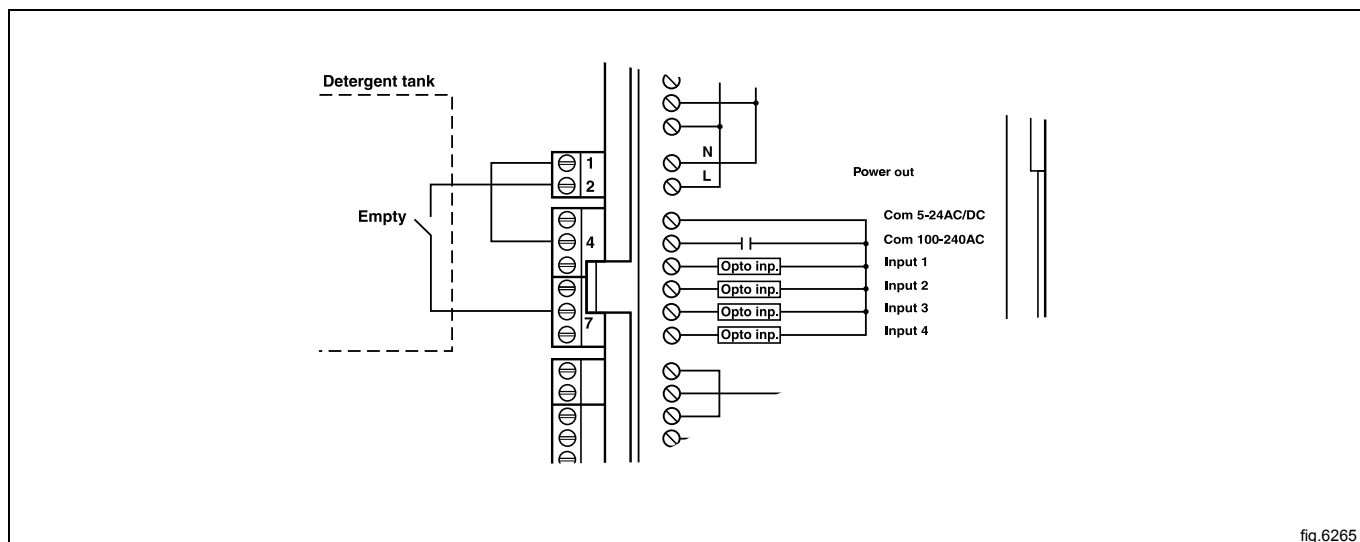 Detergent tank
N
1
L
Power out
2
Com 5-24AC/DC
Empty
Com 100-240AC
4
Opto inp.
Input 1
Opto inp.
Input 2
Opto inp.
Input 3
7
Opto inp.
Input 4
fig.6265